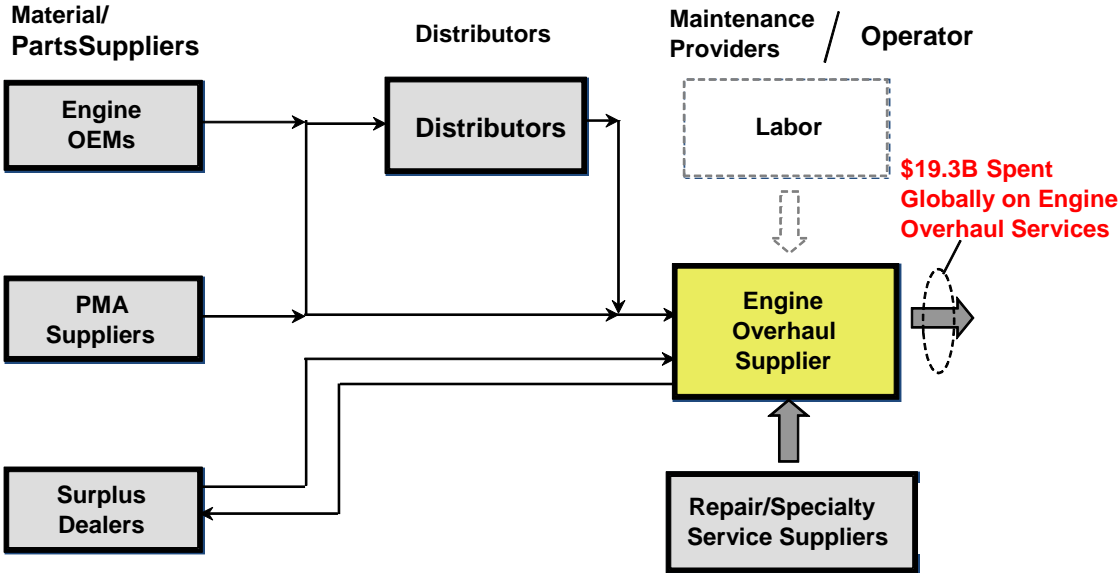 Material/
PartsSuppliers
Distributors
Maintenance
Providers
/
Operator
Engine
OEMs
Distributors
Labor
$19.3B Spent
Globally on Engine
Overhaul Services
PMA
Suppliers
Engine
Overhaul
Supplier
Surplus
Dealers
Repair/Specialty
Service Suppliers